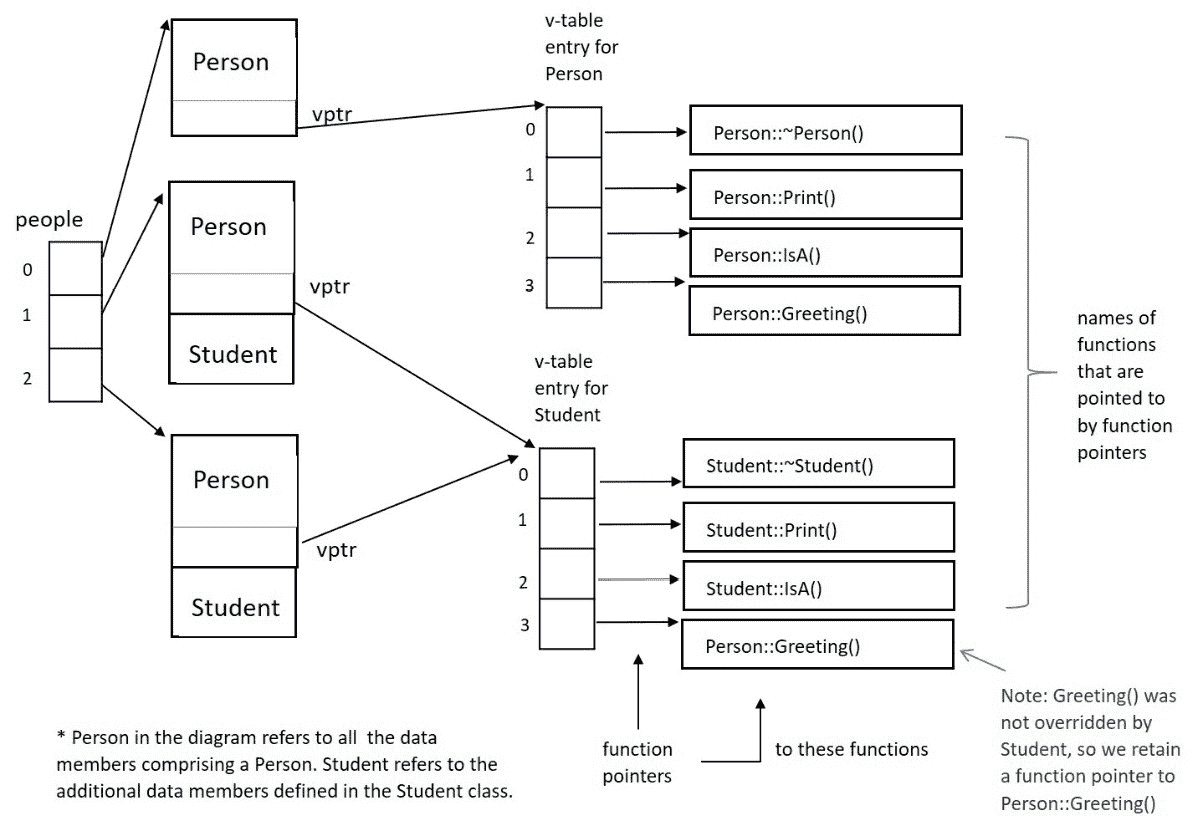 people
0
1
2
Person
vptr
Person
vptr
Student
Person
vptr
Student
v-table
entry for
Person
0
1
2
3
Person::~Person()
Person::Print()
Person::IsA()
Person::Greeting()
v-table
entry for
Student
0
1
2
3
Student::~Student()
Student::Print()
Student::IsA()
Person::Greeting()
names of
functions
that are
pointed to
by function
pointers
function
pointers
to these functions
Note: Greeting() was
not overridden by
Student, so we retain
a function pointer to
Person::Greeting()
* Person in the diagram refers to all the data
members comprising a Person. Student refers to the
additional data members defined in the Student class.